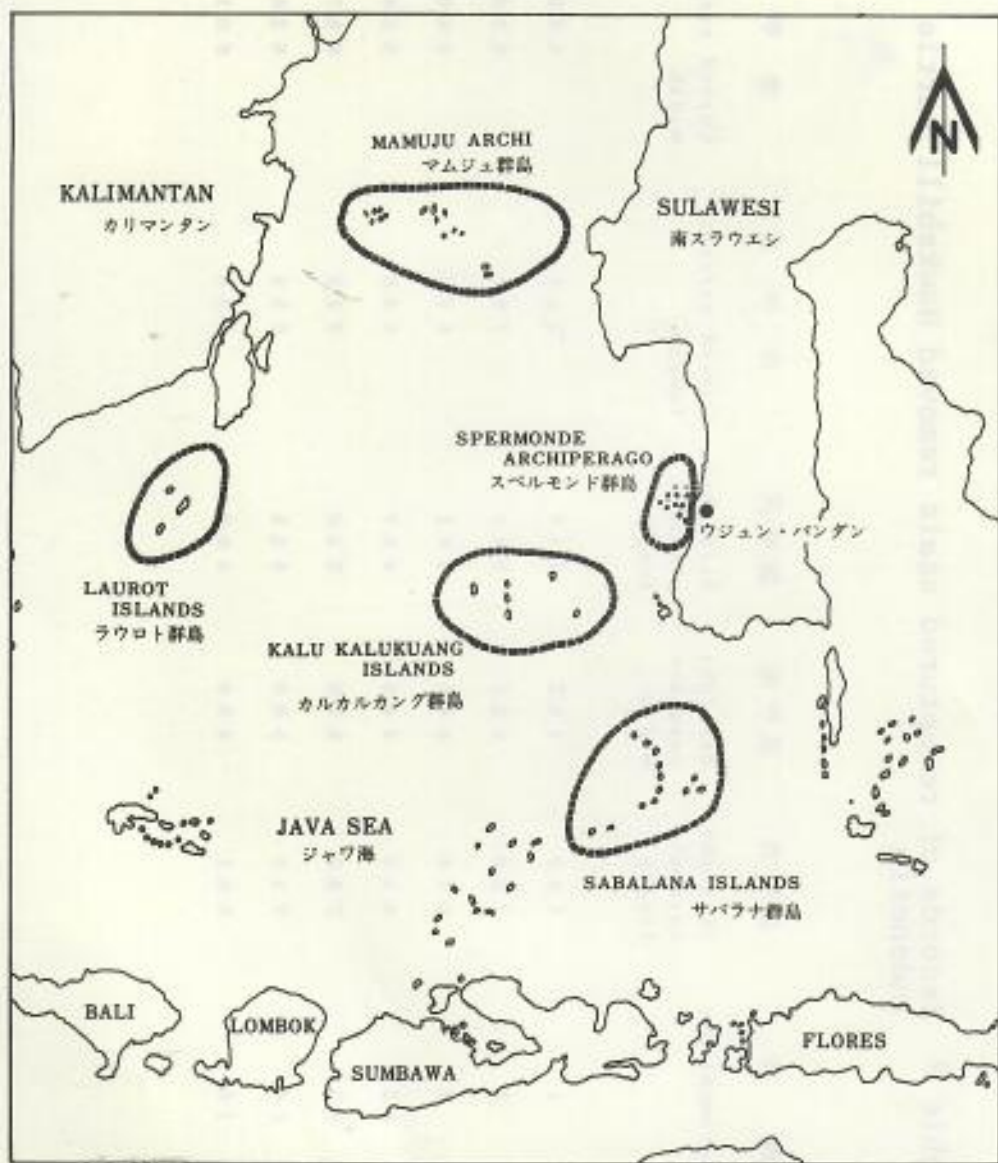 N
MAMUJU ARCHI
マムジュ群島
KALIMANTAN
カリマンタン
SULAWESI
南スラウエシ
SPERMONDE
ARCHIPERAGO
スペルモンド群島
ウジュン・パンダン
LAUROT
ISLANDS
ラウロト群島
KALU KALUKUANG
ISLANDS
カルカルカング群島
JAVA SEA
ジャワ海
SABALANA ISLANDS
サバラナ群島
BALI
LOMBOK
SUMBAWA
FLORES